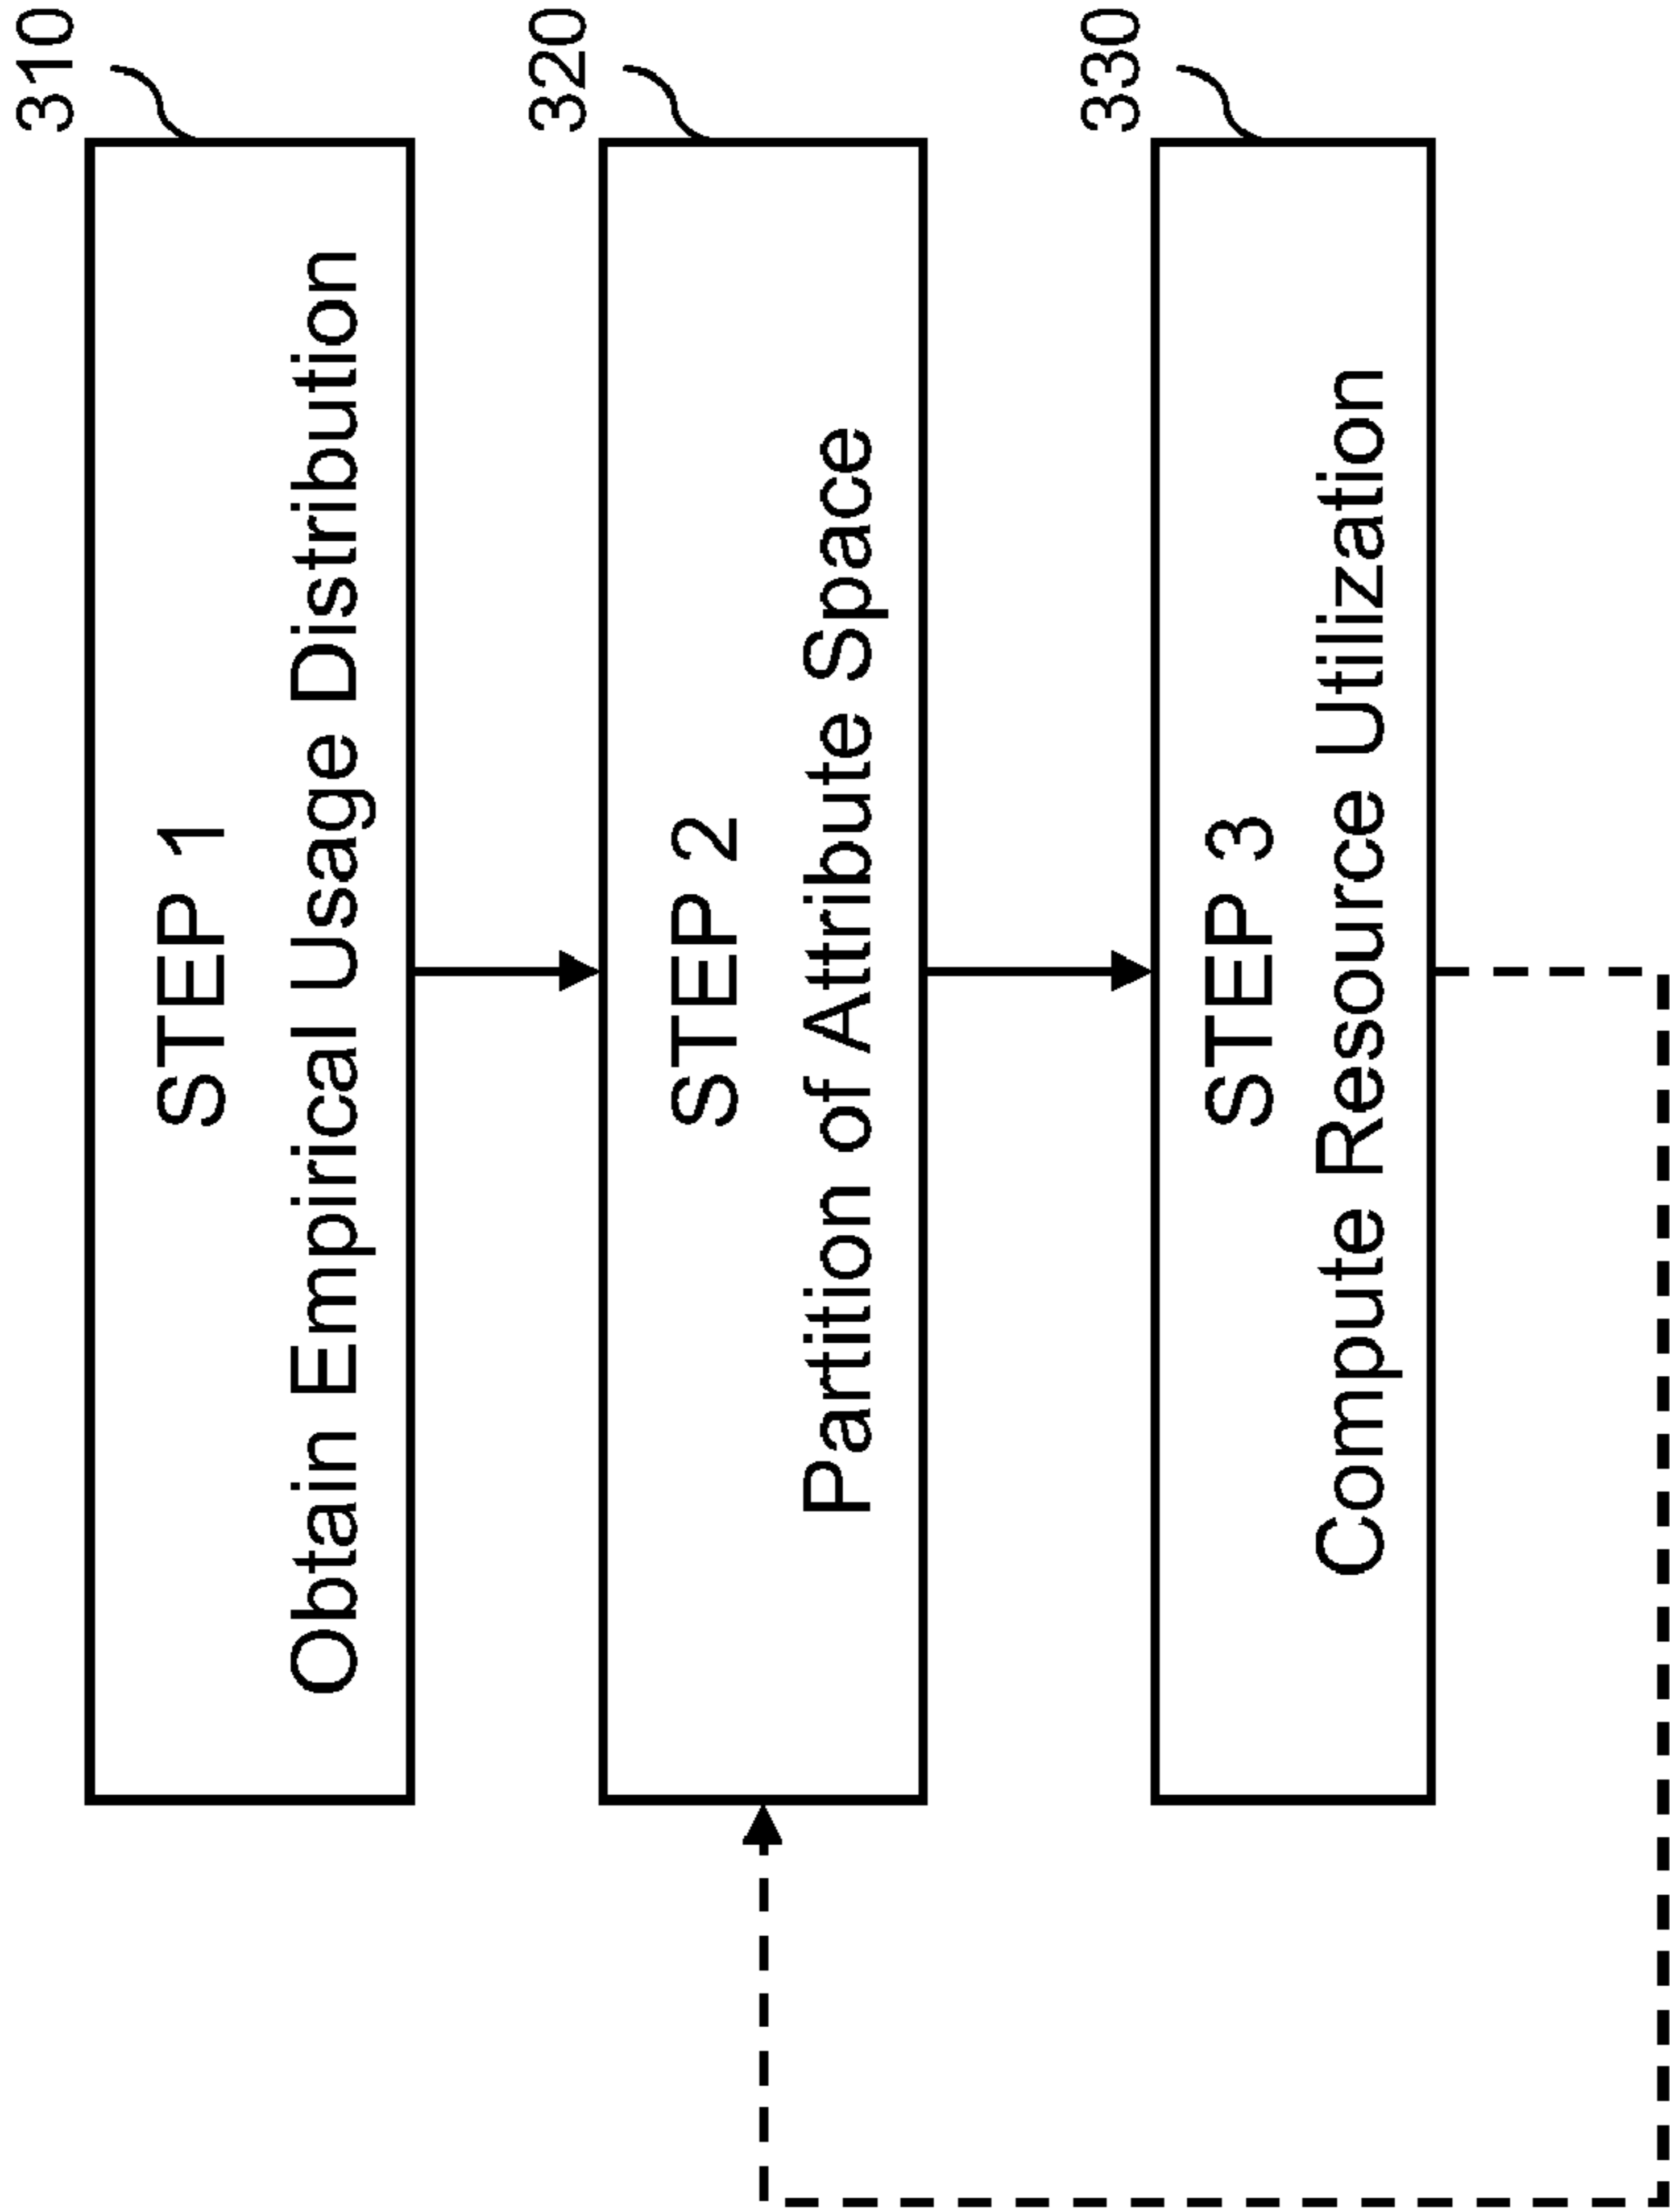 310
STEP 1
Obtain Empirical Usage Distribution
320
STEP 2
Partition of Attribute Space
330
STEP 3
Compute Resource Utilization